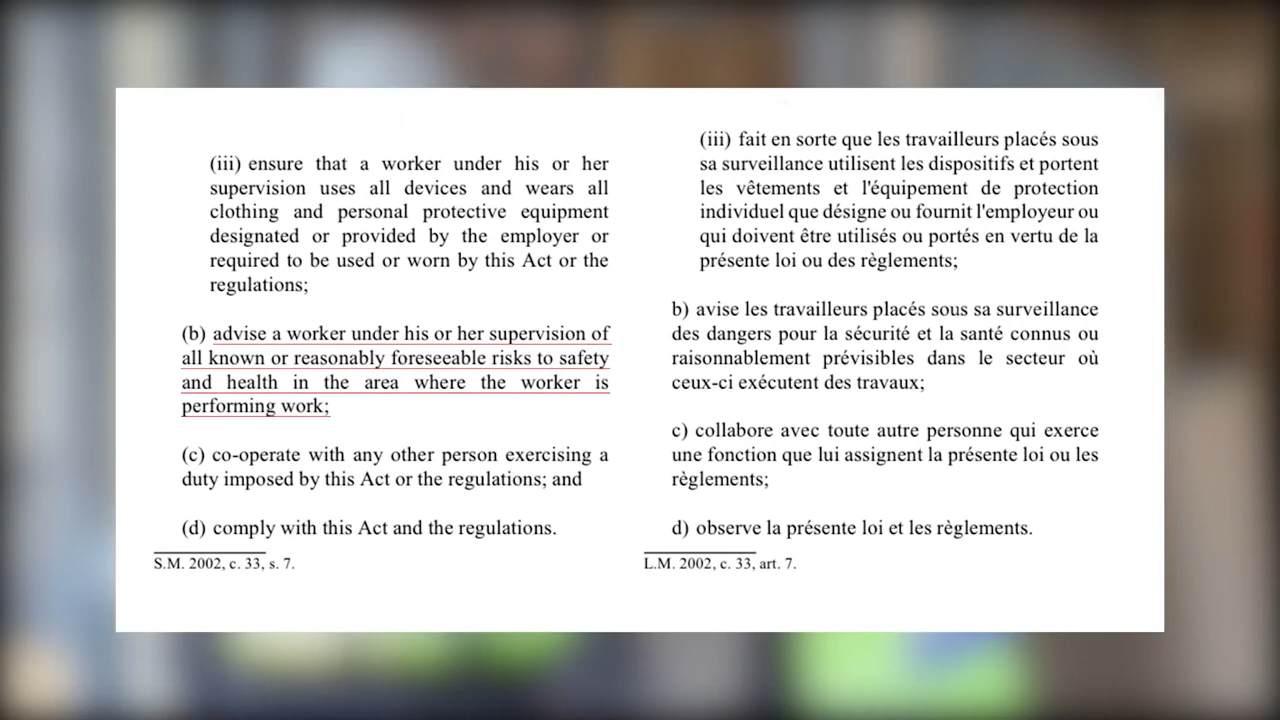 (iii) ensure that a worker under his or her
supervision uses all devices and wears all
clothing and personal protective equipment
designated or provided by the employer or
required to be used or worn by this Act or the
regulations;
(b) advise a worker under his or her supervision of
all known or reasonably foreseeable risks to safety
and health in the area where the worker is
performing work;
(c) co-operate with any other person exercising a
duty imposed by this Act or the regulations; and
(d) comply with this Act and the regulations.
S.M. 2002, c. 33, s. 7.
(iii) fait en sorte que les travailleurs placés sous
sa surveillance utilisent les dispositifs et portent
les vêtements et l'équipement de protection
individuel que désigne ou fournit l'employeur ou
qui doivent être utilisés ou portés en vertu de la
présente loi ou des règlements;
b) avise les travailleurs placés sous sa surveillance
des dangers pour la sécurité et la santé connus ou
raisonnablement prévisibles dans le secteur où
ceux-ci exécutent des travaux;
c) collabore avec toute autre personne qui exerce
une fonction que lui assignent la présente loi ou les
règlements;
d) observe la présente loi et les règlements.
L.M. 2002, c. 33, art. 7.